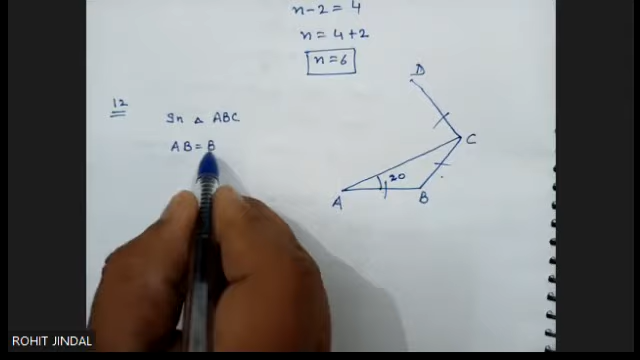 n-2 = 4
n = 4+2
n = 6
12
In △ ABC
AB = B
D
C
20
A
B
ROHIT JINDAL